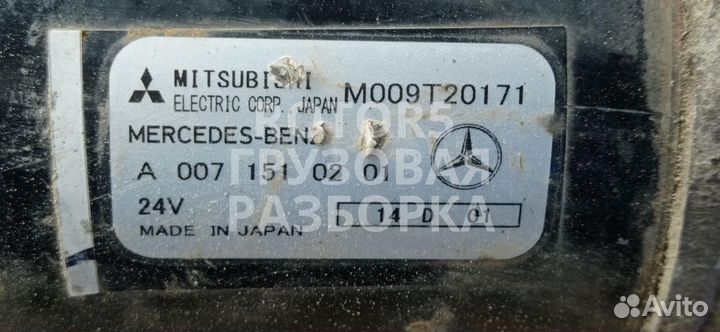 MITSUBISHI
ELECTRIC CORP. JAPAN M009T20171
MERCEDES-BENZ
A 007 151 02 01
24V
14 D 01
MADE IN JAPAN
ROTOR5
ГРУЗОВАЯ
РАЗБОРКА
Avito